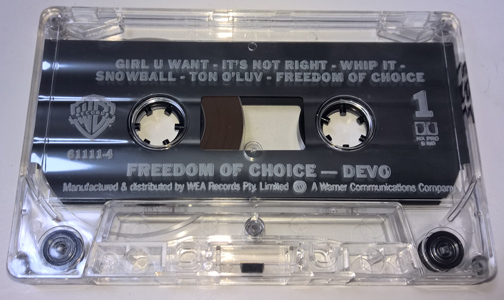 GIRL U WANT - IT'S NOT RIGHT - WHIP IT -
SNOWBALL - TON O'LUV - FREEDOM OF CHOICE
1
61111-4
FREEDOM OF CHOICE — DEVO
Manufactured & distributed by WEA Records Pty. Limited W A Warner Communications Company